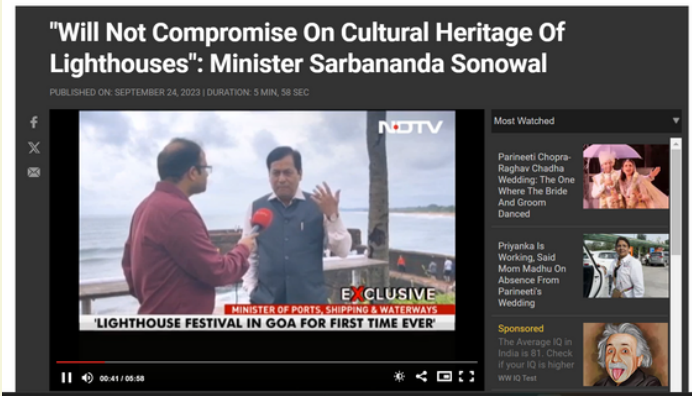 "Will Not Compromise On Cultural Heritage Of
Lighthouses": Minister Sarbananda Sonowal
PUBLISHED ON: SEPTEMBER 24, 2023 | DURATION: 5 MIN, 58 SEC
NDTV
EXCLUSIVE
MINISTER OF PORTS, SHIPPING & WATERWAYS
'LIGHTHOUSE FESTIVAL IN GOA FOR FIRST TIME EVER'
00:41 / 05:58
Most Watched
Parineeti Chopra-
Raghav Chadha
Wedding: The One
Where The Bride
And Groom
Danced
Priyanka Is
Working, Said
Mom Madhu On
Absence From
Parineeti's
Wedding
Sponsored
The Average IQ in
India is 81. Check
if your IQ is higher
WW IQ Test